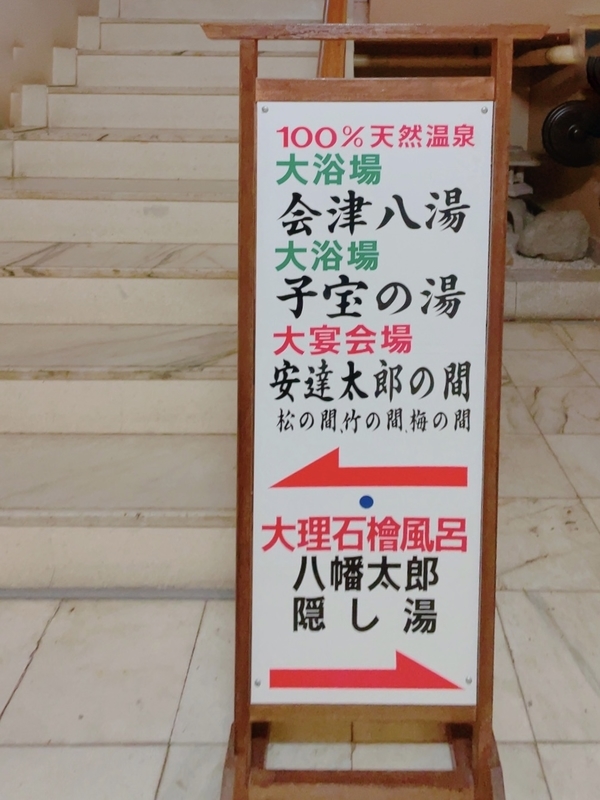 100%天然温泉
大浴場
会津八湯
大浴場
子宝の湯
大宴会場
安達太郎の間
松の間、竹の間、梅の間
大理石檜風呂
八幡太郎
隠し湯